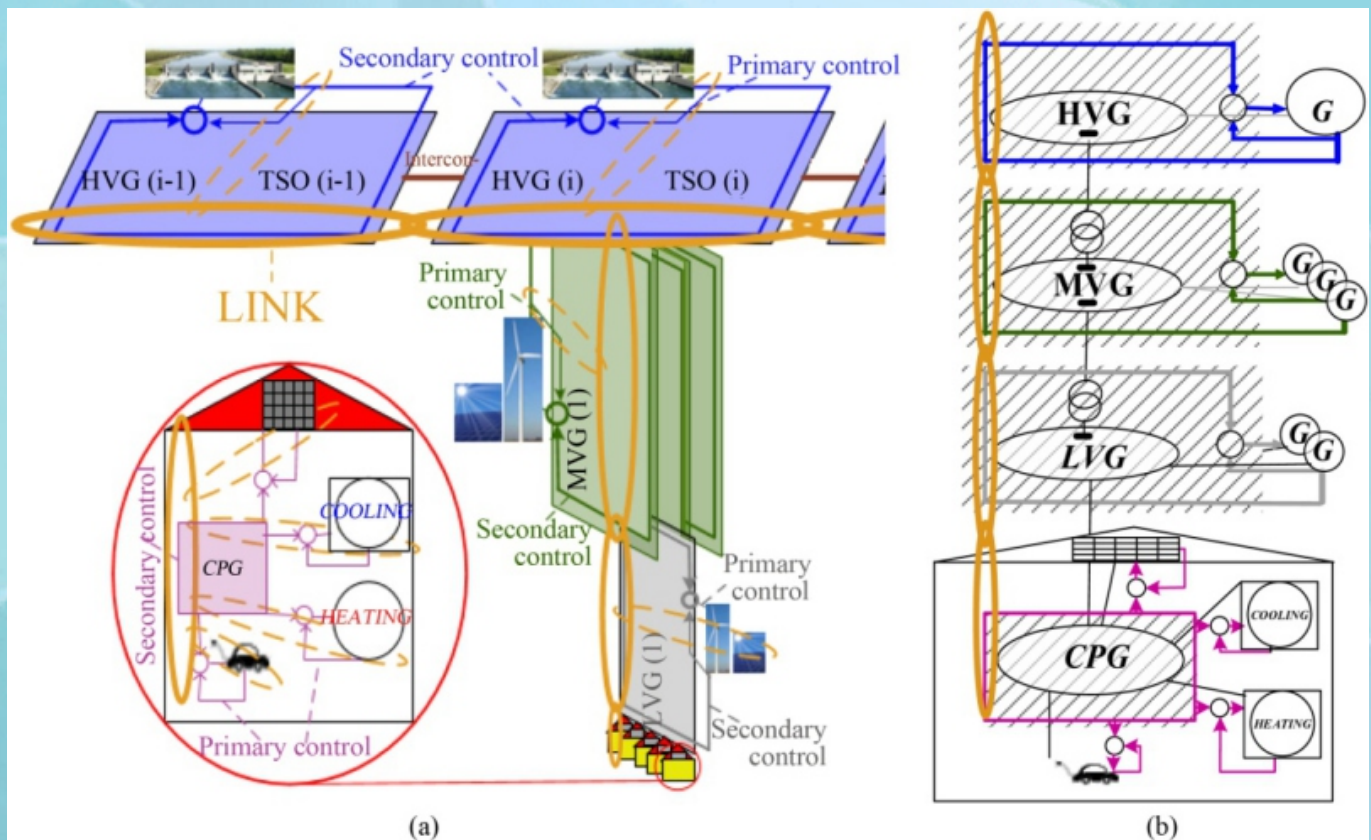 Secondary control
Primary control
HVG (i-1)
TSO (i-1)
Intercon-
HVG (i)
TSO (i)
LINK
Primary
control
MVG (1)
Secondary
control
Primary
control
LVG (1)
Secondary
control
Secondary control
COOLING
CPG
HEATING
Primary control
(a)
HVG
G
MVG
G
G
G
LVG
G
G
CPG
COOLING
HEATING
(b)